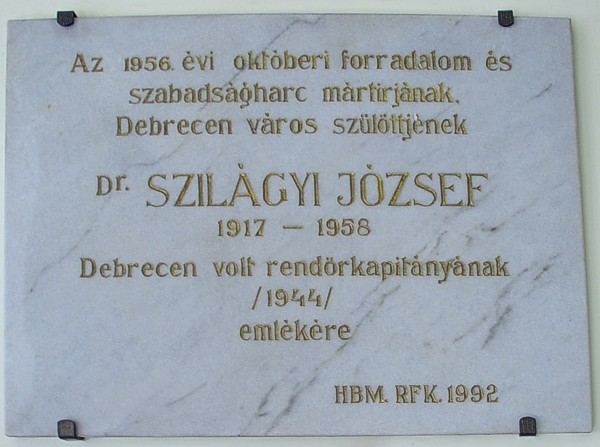 Az 1956. évi októberi forradalom és
szabadságharc mártírjának,
Debrecen város szülöttjének
Dr. SZILÁGYI JÓZSEF
1917 — 1958
Debrecen volt rendőrkapitányának
/1944/
emlékére
HBM. RFK. 1992